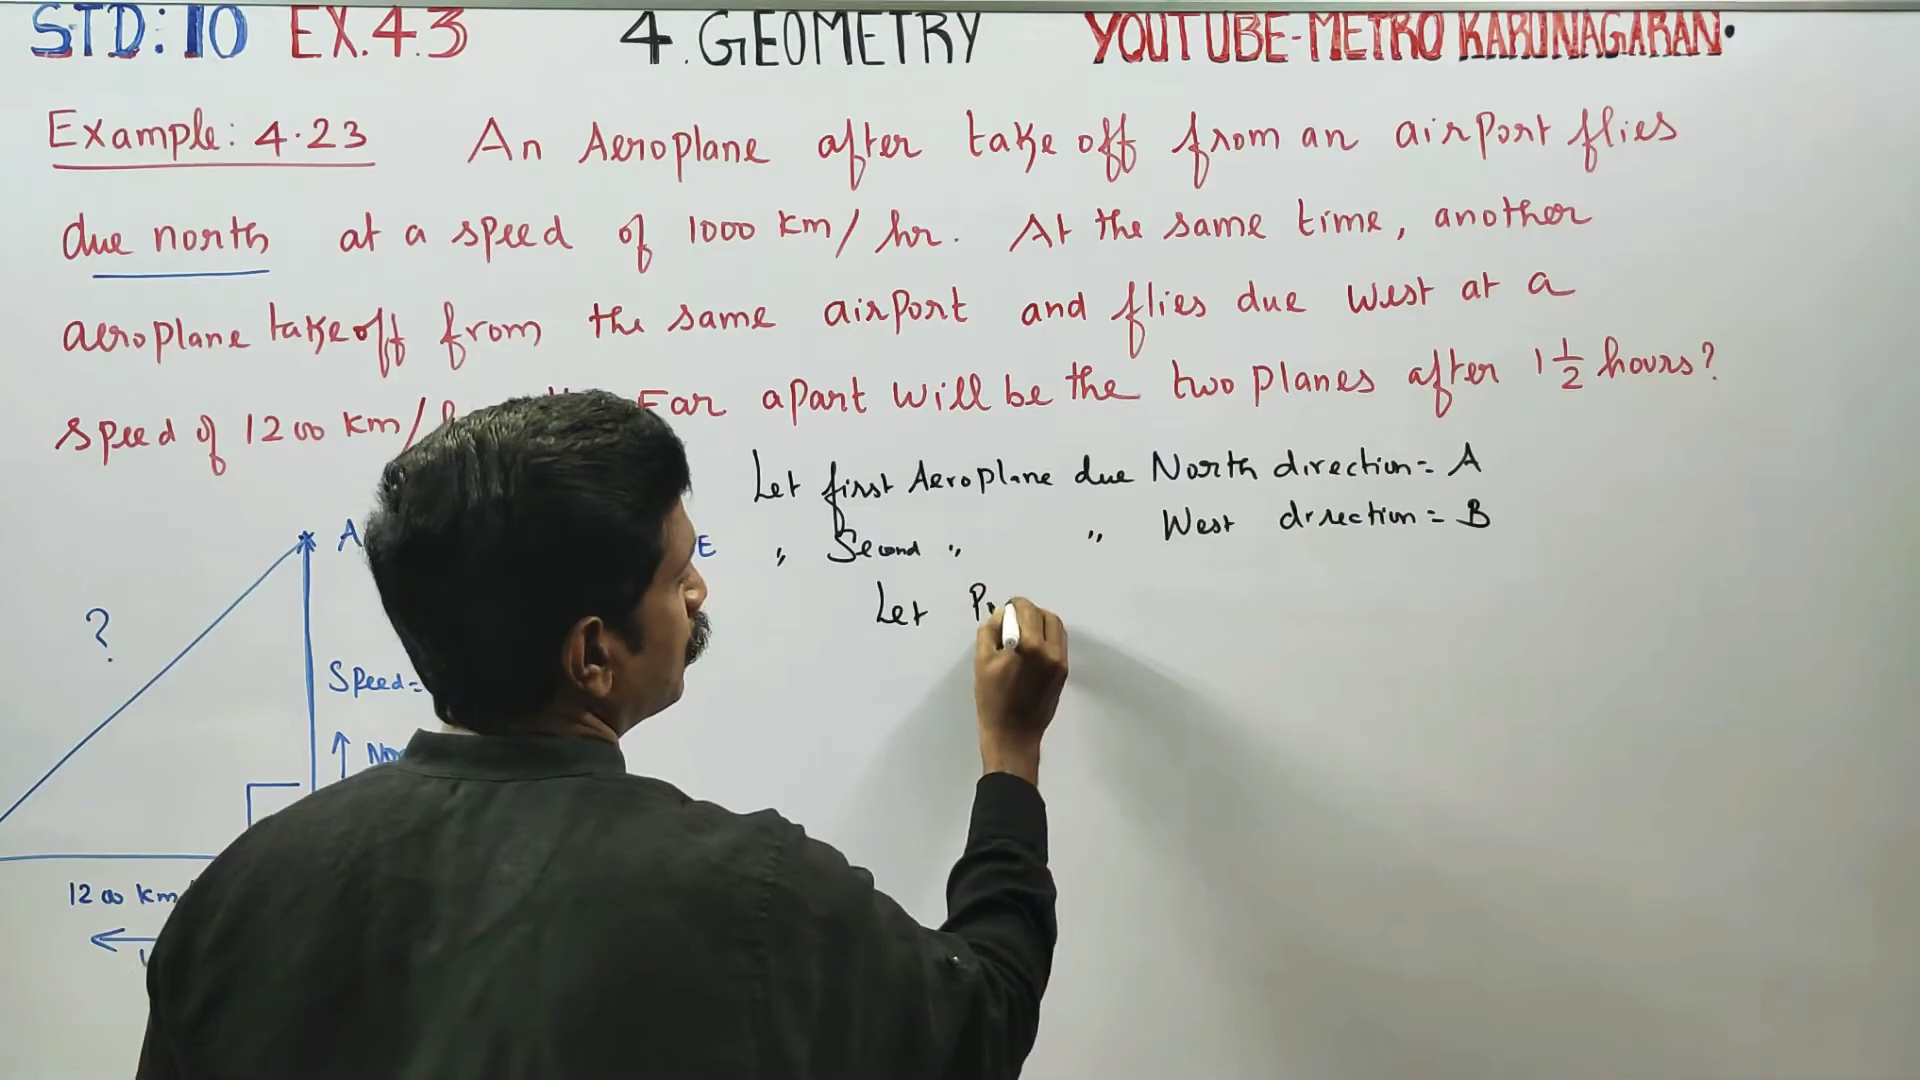 STD: 10 EX.4.3 4. GEOMETRY YOUTUBE-METRO KARUNAGARAN.
Example: 4.23 An Aeroplane after take off from an airport flies
due north at a speed of 1000 km/hr. At the same time, another
aeroplane takeoff from the same airport and flies due west at a
speed of 1200 km/ Far apart will be the two planes after 1 1/2 hours?
Let first Aeroplane due North direction = A
" Second " " West direction = B
Let
A
E
?
Speed=
↑
1200 km
←